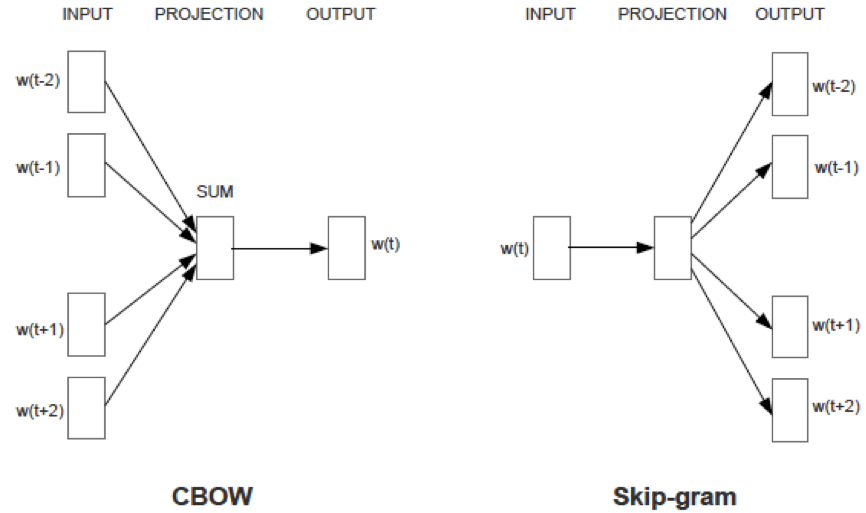 INPUT PROJECTION OUTPUT
w(t-2)
w(t-1)
SUM
w(t)
w(t+1)
w(t+2)
CBOW
INPUT PROJECTION OUTPUT
w(t-2)
w(t-1)
w(t)
w(t+1)
w(t+2)
Skip-gram